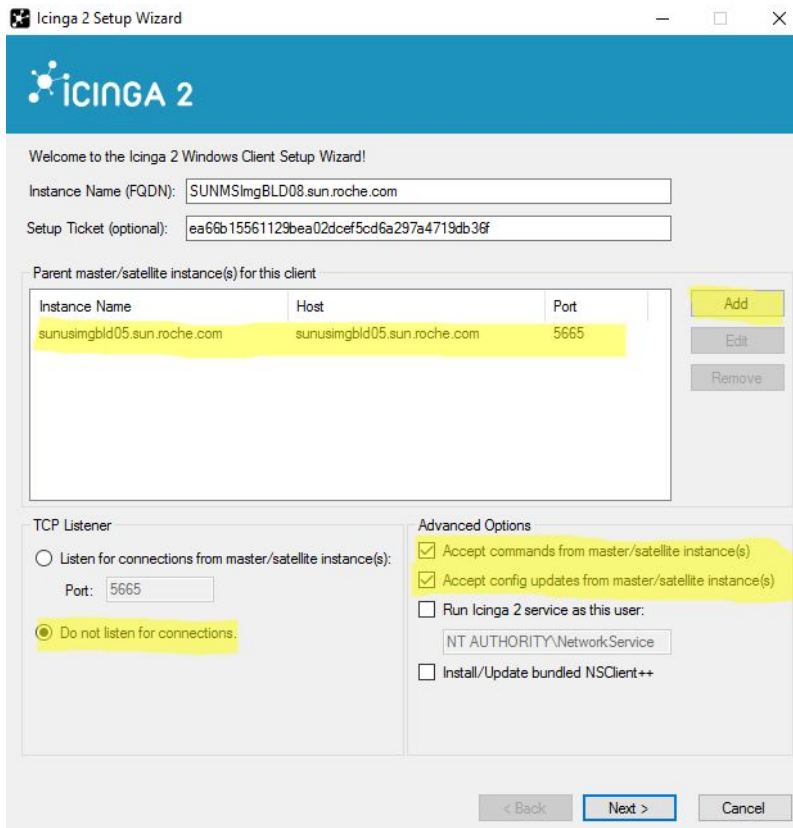 Icinga 2 Setup Wizard
ICINGA 2
Welcome to the Icinga 2 Windows Client Setup Wizard!
Instance Name (FQDN): SUNMSImgBLD08.sun.roche.com
Setup Ticket (optional): ea66b15561129bea02dcef5cd6a297a4719db36f
Parent master/satellite instance(s) for this client
Instance Name Host Port
sunusimgbld05.sun.roche.com sunusimgbld05.sun.roche.com 5665
Add
Edit
Remove
TCP Listener
Listen for connections from master/satellite instance(s):
Port: 5665
Do not listen for connections.
Advanced Options
Accept commands from master/satellite instance(s)
Accept config updates from master/satellite instance(s)
Run Icinga 2 service as this user:
NT AUTHORITY\NetworkService
Install/Update bundled NSClient++
< Back Next > Cancel